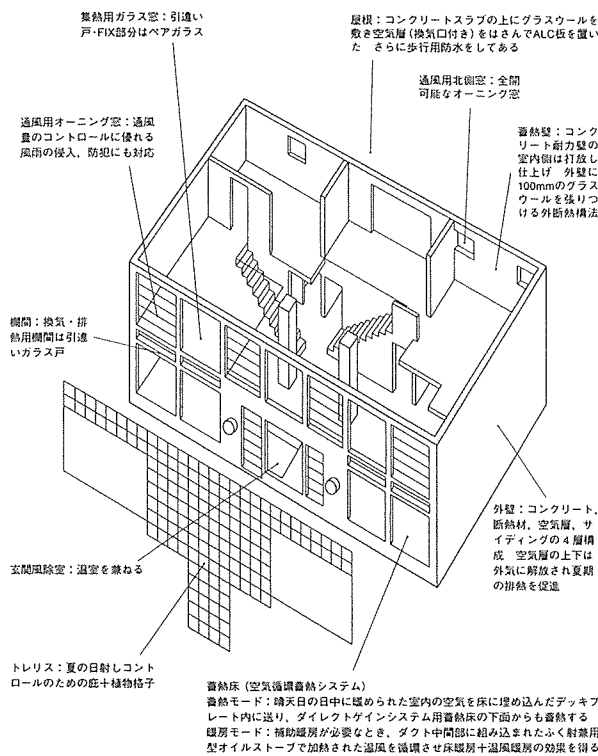 集熱用ガラス窓：引違い
戸・FIX部分はペアガラス
屋根：コンクリートスラブの上にグラスウールを
敷き空気層（換気口付き）をはさんでALC板を置い
た　さらに歩行用防水をしてある
通風用北側窓：全開
可能なオーニング窓
通風用オーニング窓：通風
量のコントロールに優れる
風雨の侵入，防犯にも対応
蓄熱壁：コンク
リート耐力壁の
室内側は打放し
仕上げ　外壁に
100mmのグラス
ウールを張りつ
ける外断熱構法
欄間：換気・排
熱用欄間は引違
いガラス戸
外壁：コンクリート，
断熱材，空気層，サ
イディングの４層構
成　空気層の上下は
外気に解放され夏期
の排熱を促進
玄関風除室：温室を兼ねる
トレリス：夏の日射しコント
ロールのための庇＋植物格子
蓄熱床（空気循環蓄熱システム）
蓄熱モード：晴天日の日中に暖められた室内の空気を床に埋め込んだデッキプ
レート内に送り，ダイレクトゲインシステム用蓄熱床の下面からも蓄熱する
暖房モード：補助暖房が必要なとき，ダクト中間部に組み込まれたふく射兼用
型オイルストーブで加熱された温風を循環させ床暖房＋温風暖房の効果を得る